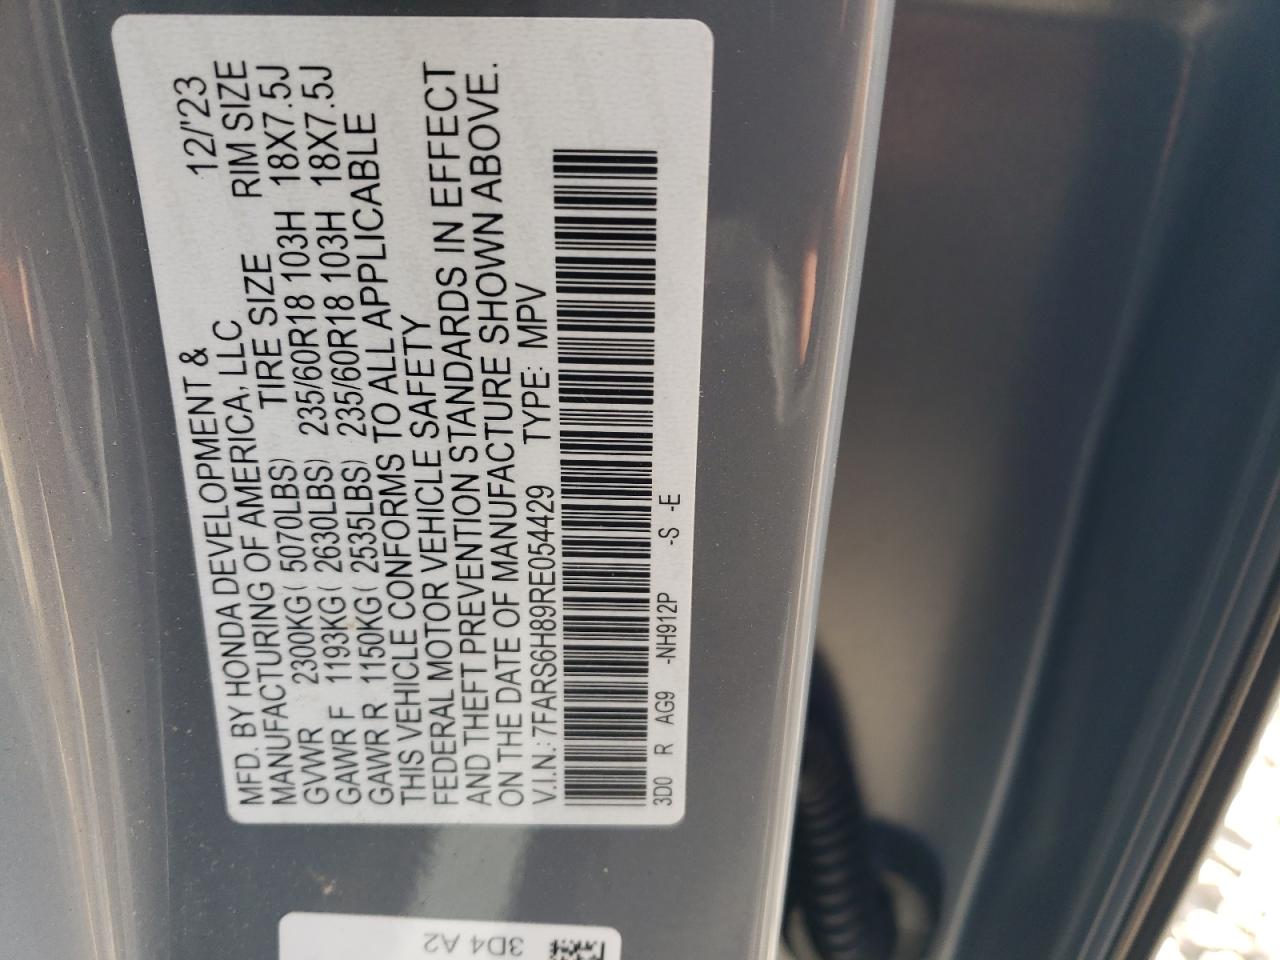 MFD. BY HONDA DEVELOPMENT & 12/'23
MANUFACTURING OF AMERICA, LLC
TIRE SIZE RIM SIZE
GVWR 2300KG( 5070LBS)
GAWR F 1193KG( 2630LBS) 235/60R18 103H 18X7.5J
GAWR R 1150KG( 2535LBS) 235/60R18 103H 18X7.5J
THIS VEHICLE CONFORMS TO ALL APPLICABLE
FEDERAL MOTOR VEHICLE SAFETY
AND THEFT PREVENTION STANDARDS IN EFFECT
ON THE DATE OF MANUFACTURE SHOWN ABOVE.
V.I.N.: 7FARS6H89RE054429 TYPE: MPV
3D0 R AG9 -NH912P -S -E
3D4 A2